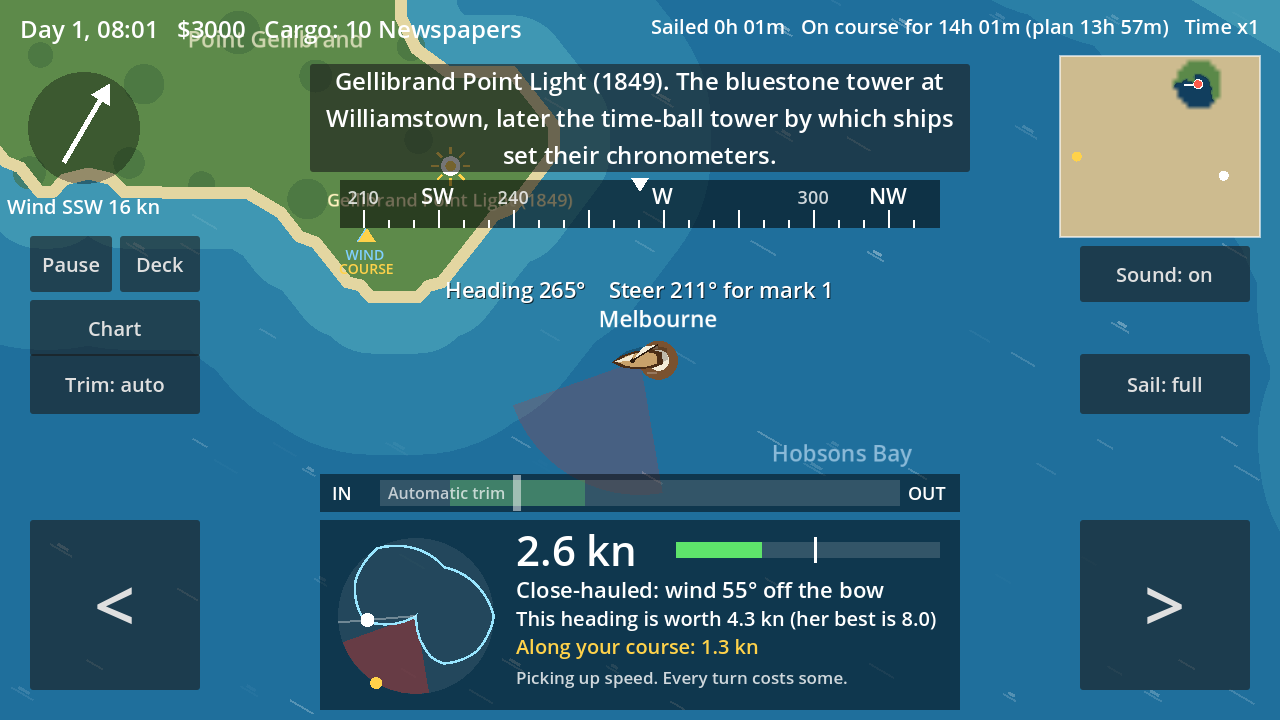 Day 1, 08:01 $3000 Cargo: 10 Newspapers
Sailed 0h 01m On course for 14h 01m (plan 13h 57m) Time x1
Point Gellibrand
Gellibrand Point Light (1849). The bluestone tower at
Williamstown, later the time-ball tower by which ships
set their chronometers.
Wind SSW 16 kn
210 SW 240 W 300 NW
Gellibrand Point Light (1849)
WIND
COURSE
Pause Deck
Chart
Trim: auto
Sound: on
Sail: full
Heading 265° Steer 211° for mark 1
Melbourne
Hobsons Bay
IN Automatic trim OUT
2.6 kn
Close-hauled: wind 55° off the bow
This heading is worth 4.3 kn (her best is 8.0)
Along your course: 1.3 kn
Picking up speed. Every turn costs some.
< >